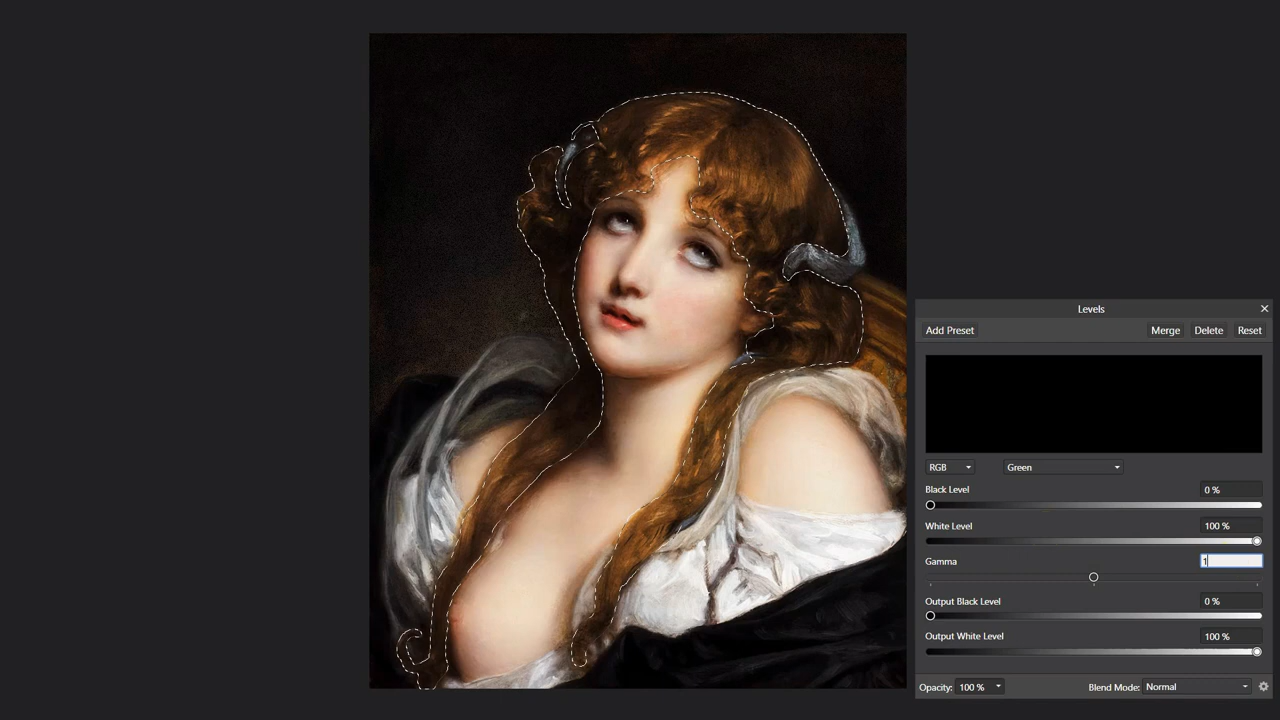 Levels
Add Preset Merge Delete Reset
RGB Green
Black Level 0 %
White Level 100 %
Gamma 1
Output Black Level 0 %
Output White Level 100 %
Opacity: 100 % Blend Mode: Normal